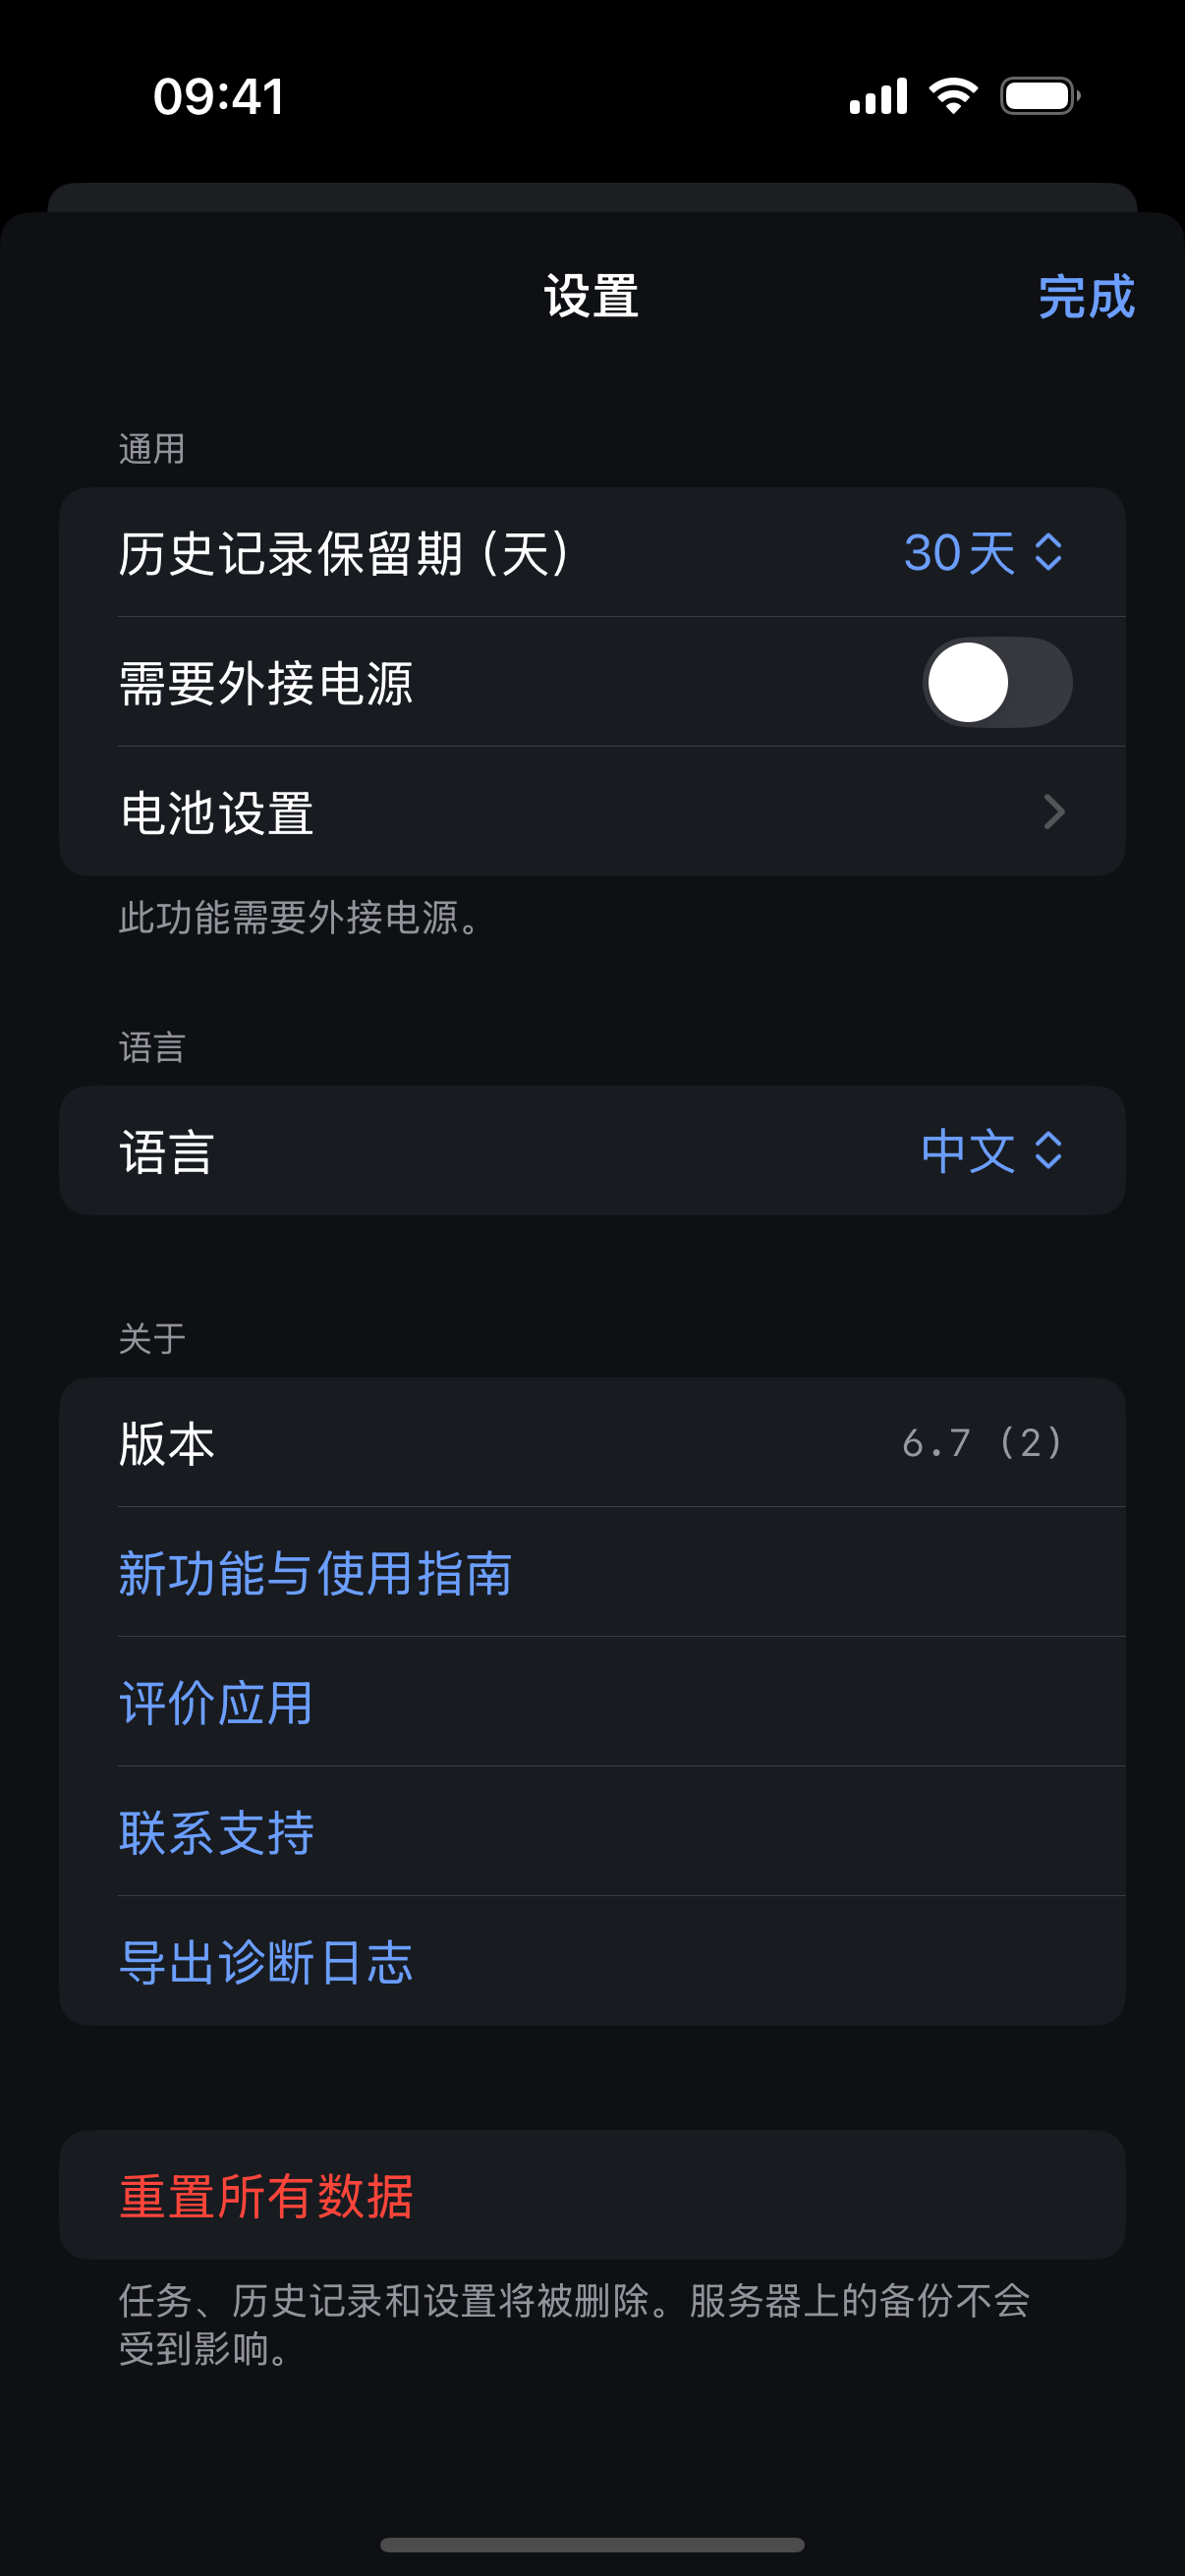 09:41
设置
完成
通用
历史记录保留期 (天)
30天
需要外接电源
电池设置
此功能需要外接电源。
语言
语言
中文
关于
版本
6.7 (2)
新功能与使用指南
评价应用
联系支持
导出诊断日志
重置所有数据
任务、历史记录和设置将被删除。服务器上的备份不会
受到影响。